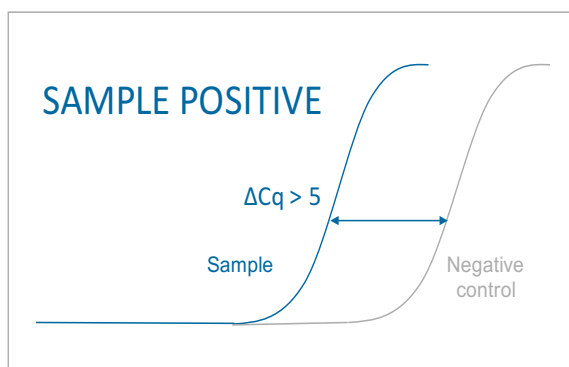 SAMPLE POSITIVE
ΔCq > 5
Sample
Negative
control